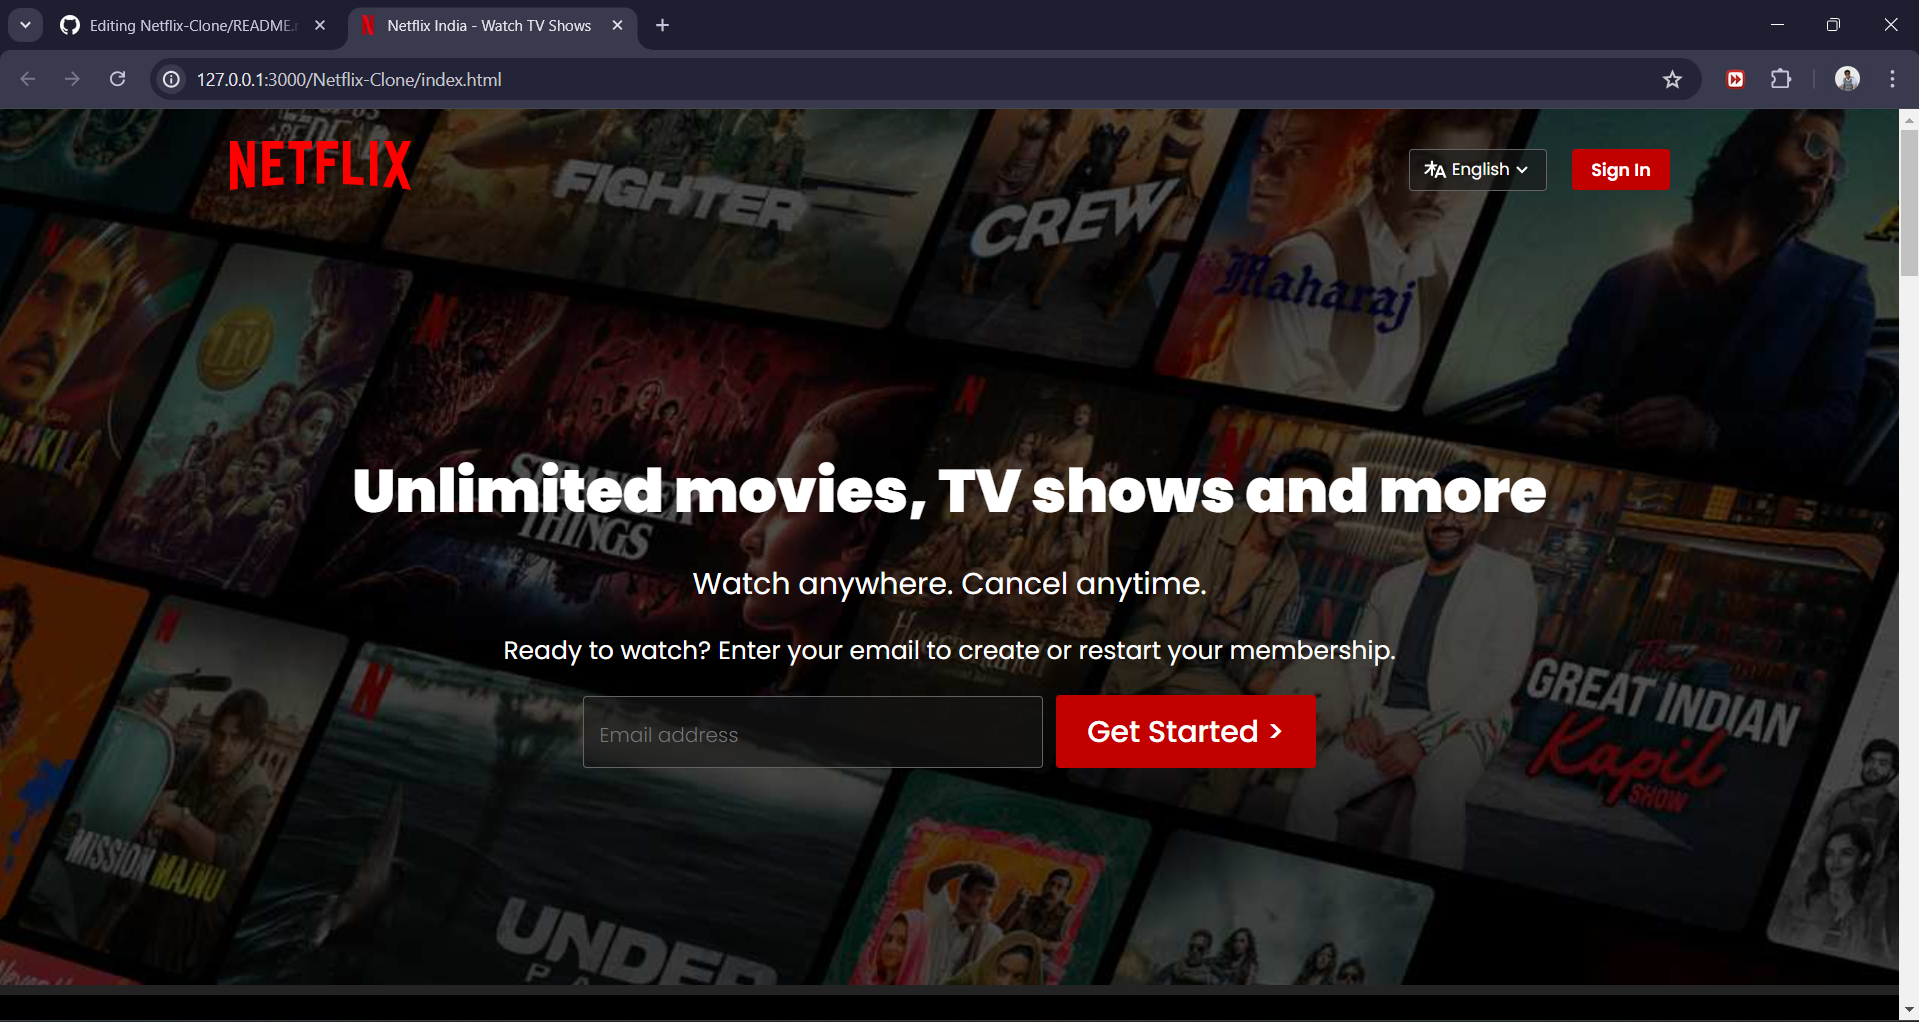 Editing Netflix-Clone/README.r
Netflix India - Watch TV Shows
127.0.0.1:3000/Netflix-Clone/index.html
NETFLIX
English
Sign In
FIGHTER
CREW
Maharaj
AMKILA
Unlimited movies, TV shows and more
STRANGER
THINGS
Watch anywhere. Cancel anytime.
Ready to watch? Enter your email to create or restart your membership.
Email address
Get Started >
The
GREAT INDIAN
Kapil
SHOW
MISSION MAJNU
UNDER